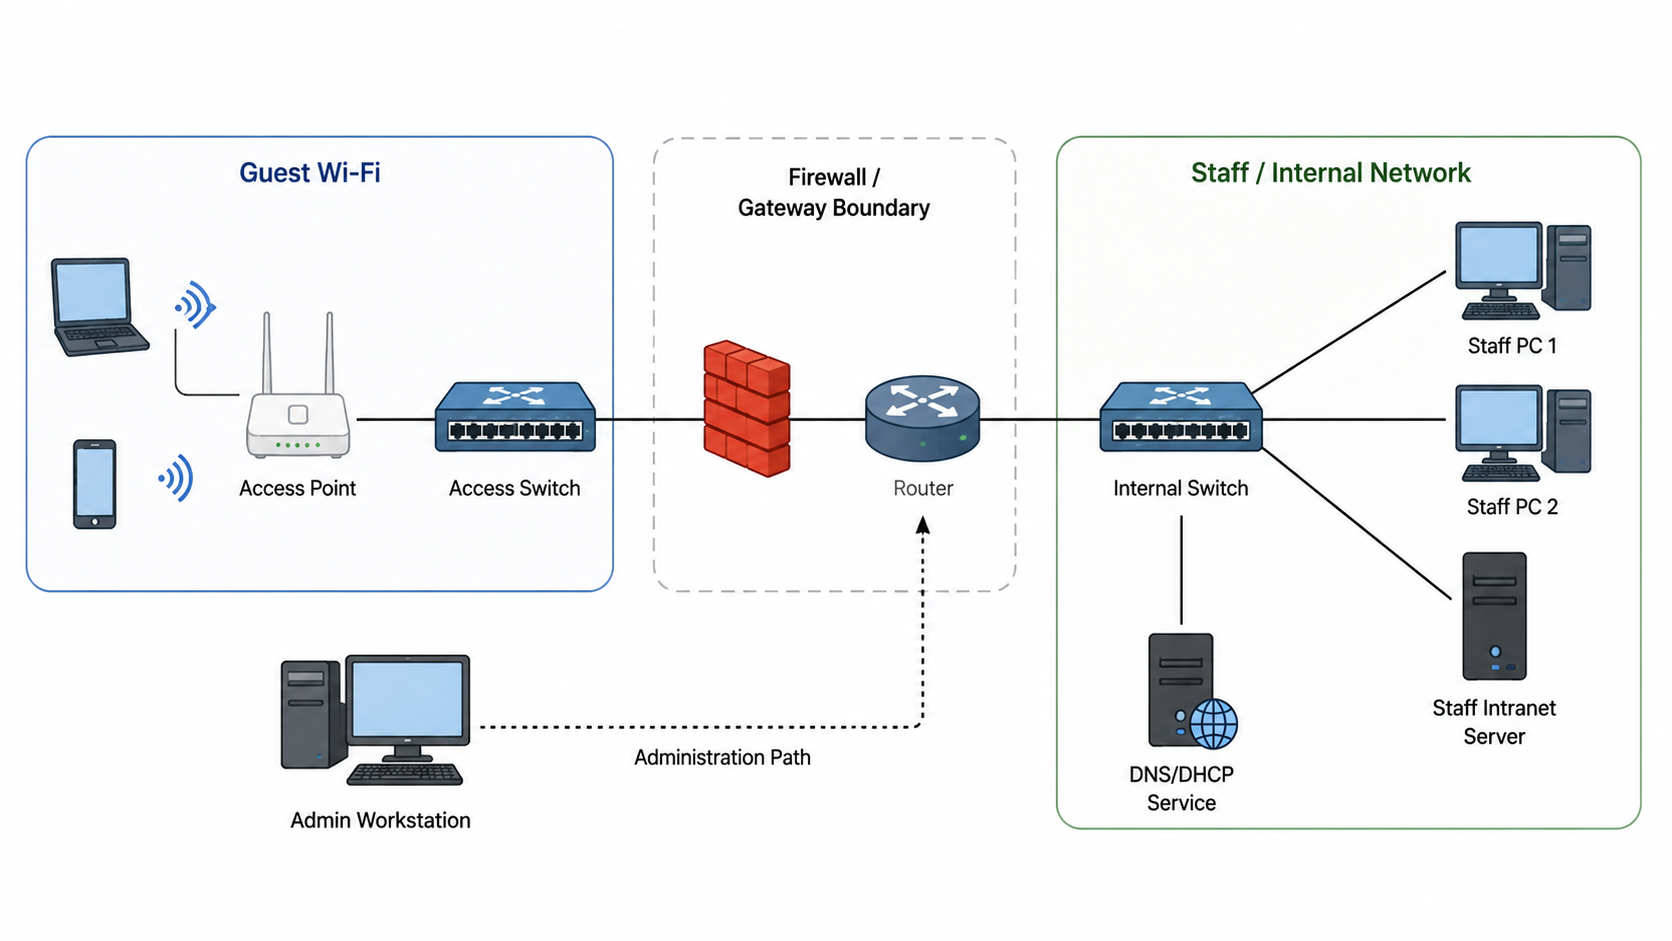 Guest Wi-Fi
Firewall /
Gateway Boundary
Staff / Internal Network
Staff PC 1
Access Point
Access Switch
Router
Internal Switch
Staff PC 2
Staff Intranet
Server
Administration Path
DNS/DHCP
Service
Admin Workstation